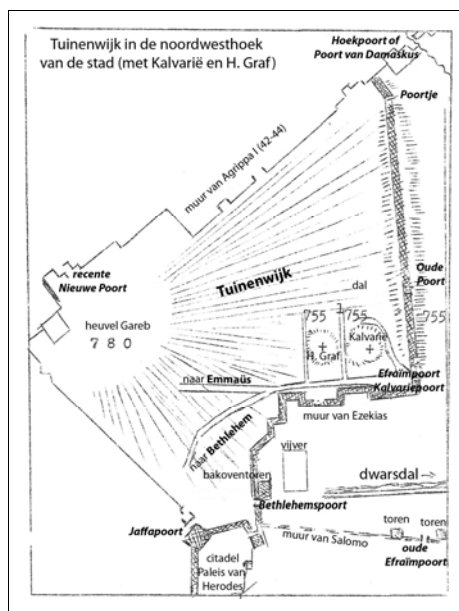 Tuinenwijk in de noordwesthoek
van de stad (met Kalvarië en H. Graf)
Hoekpoort of
Poort van Damaskus
Poortje
muur van Agrippa I (42-44)
recente
Nieuwe Poort
Tuinenwijk
Oude
Poort
dal
heuvel Gareb
780
755
755
755
Kalvarie
H. Graf
Efraïmpoort
Kalvariepoort
naar Emmaüs
muur van Ezekias
naar Bethlehem
vijver
bakoventoren
dwarsdal
Bethlehemspoort
Jaffapoort
toren
toren
muur van Salomo
oude
Efraïmpoort
citadel
Paleis van
Herodes